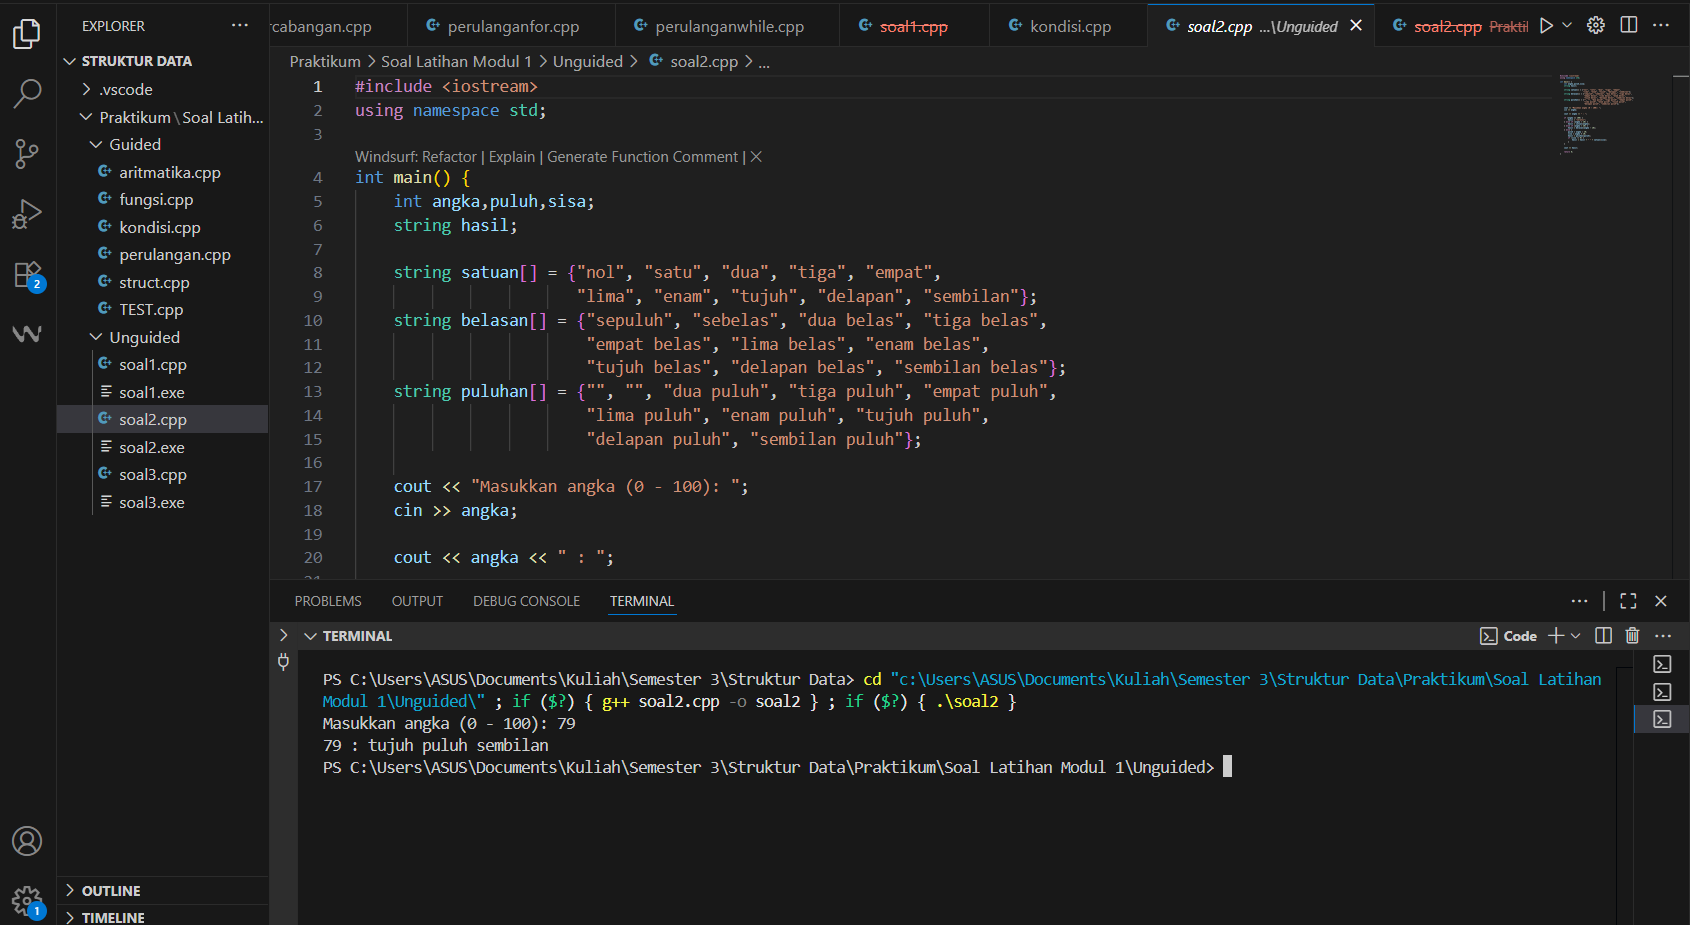 EXPLORER
STRUKTUR DATA
.vscode
Praktikum \ Soal Latih...
Guided
aritmatika.cpp
fungsi.cpp
kondisi.cpp
perulangan.cpp
struct.cpp
TEST.cpp
Unguided
soal1.cpp
soal1.exe
soal2.cpp
soal2.exe
soal3.cpp
soal3.exe
OUTLINE
TIMELINE
2
1
rcabangan.cpp
perulanganfor.cpp
perulanganwhile.cpp
soal1.cpp
kondisi.cpp
soal2.cpp ...\Unguided
soal2.cpp Praktil
Praktikum > Soal Latihan Modul 1 > Unguided > soal2.cpp > ...
1 #include <iostream>
2 using namespace std;
3
Windsurf: Refactor | Explain | Generate Function Comment | ×
4 int main() {
5 int angka,puluh,sisa;
6 string hasil;
7
8 string satuan[] = {"nol", "satu", "dua", "tiga", "empat",
9 "lima", "enam", "tujuh", "delapan", "sembilan"};
10 string belasan[] = {"sepuluh", "sebelas", "dua belas", "tiga belas",
11 "empat belas", "lima belas", "enam belas",
12 "tujuh belas", "delapan belas", "sembilan belas"};
13 string puluhan[] = {"", "", "dua puluh", "tiga puluh", "empat puluh",
14 "lima puluh", "enam puluh", "tujuh puluh",
15 "delapan puluh", "sembilan puluh"};
16
17 cout << "Masukkan angka (0 - 100): ";
18 cin >> angka;
19
20 cout << angka << " : ";
21
PROBLEMS OUTPUT DEBUG CONSOLE TERMINAL
TERMINAL
Code
PS C:\Users\ASUS\Documents\Kuliah\Semester 3\Struktur Data> cd "c:\Users\ASUS\Documents\Kuliah\Semester 3\Struktur Data\Praktikum\Soal Latihan
Modul 1\Unguided\" ; if ($?) { g++ soal2.cpp -o soal2 } ; if ($?) { .\soal2 }
Masukkan angka (0 - 100): 79
79 : tujuh puluh sembilan
PS C:\Users\ASUS\Documents\Kuliah\Semester 3\Struktur Data\Praktikum\Soal Latihan Modul 1\Unguided>